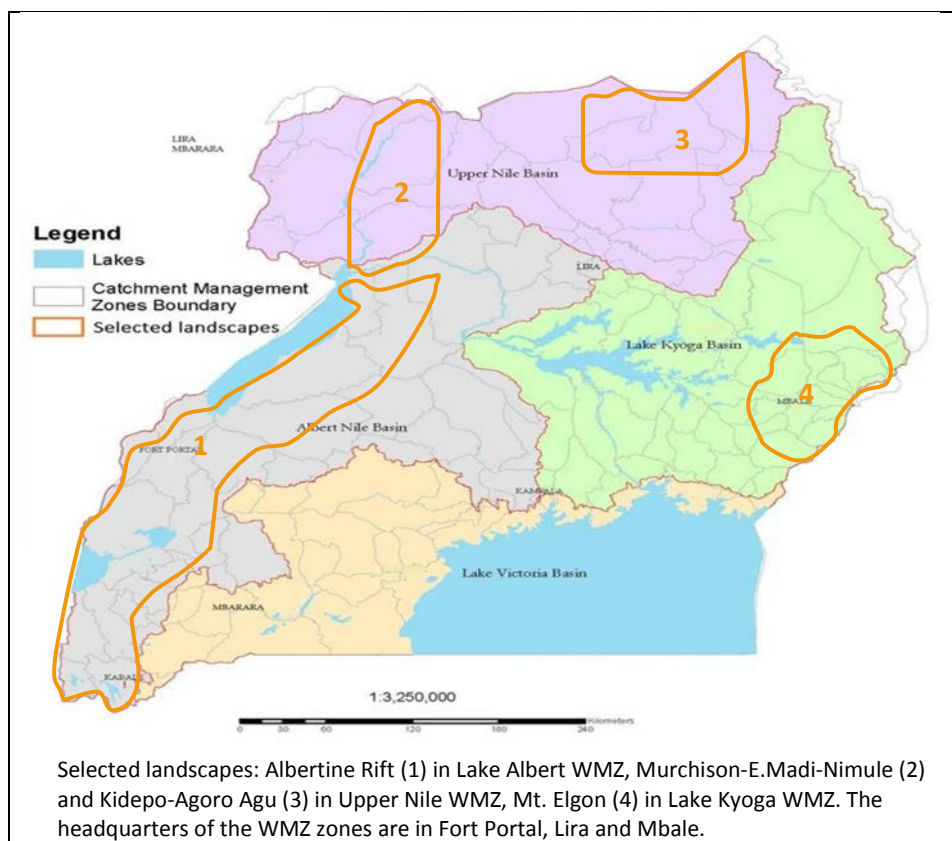 LIRA
MBARARA
3
2
Upper Nile Basin
Legend
Lakes
Catchment Management
Zones Boundary
Selected landscapes
LIRA
Lake Kyoga Basin
4
MBALE
1
FORT PORTAL
Albert Nile Basin
KAMPALA
Lake Victoria Basin
MBARARA
KABALE
1:3,250,000
Kilometers
0 30 60 120 180 240
Selected landscapes: Albertine Rift (1) in Lake Albert WMZ, Murchison-E.Madi-Nimule (2)
and Kidepo-Agoro Agu (3) in Upper Nile WMZ, Mt. Elgon (4) in Lake Kyoga WMZ. The
headquarters of the WMZ zones are in Fort Portal, Lira and Mbale.